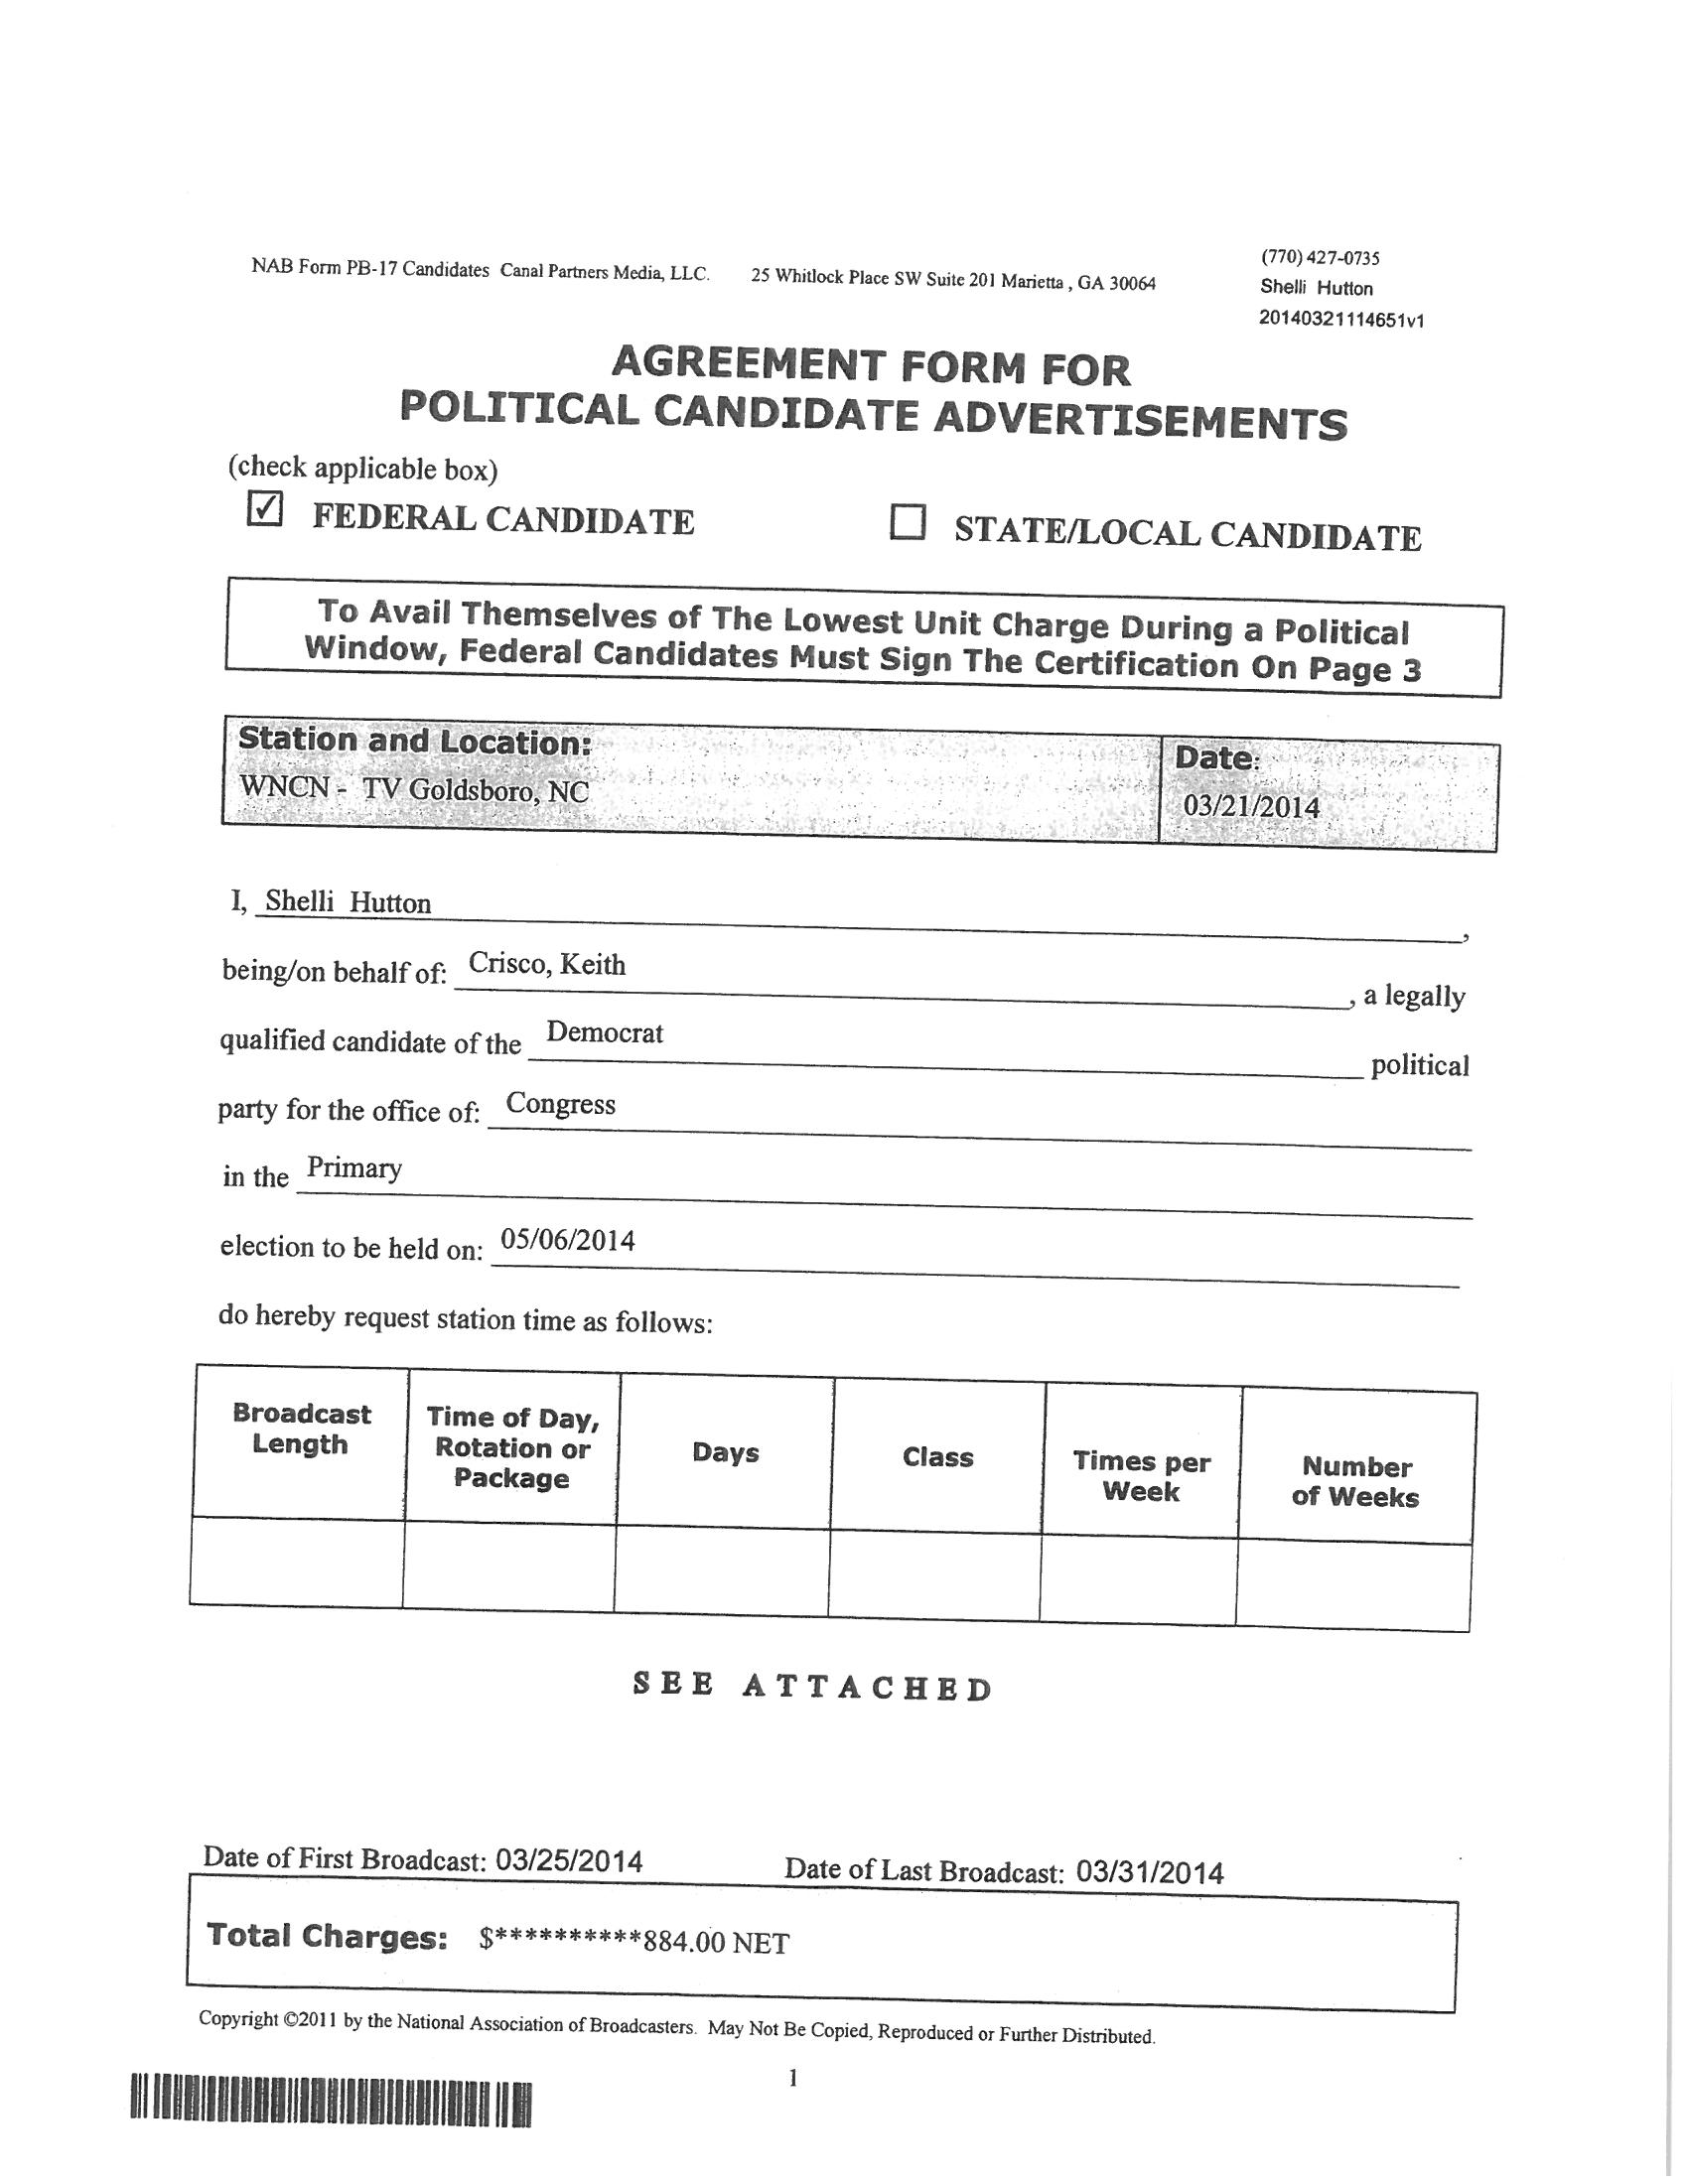 NAB Form PB-17 Candidates Canal Partners Media, LLC. 25 Whitlock Place SW Suite 201 Marietta , GA 30064
(770) 427-0735
Shelli Hutton
20140321114651v1
AGREEMENT FORM FOR
POLITICAL CANDIDATE ADVERTISEMENTS
(check applicable box)
☑ FEDERAL CANDIDATE ☐ STATE/LOCAL CANDIDATE
To Avail Themselves of The Lowest Unit Charge During a Political
Window, Federal Candidates Must Sign The Certification On Page 3
Station and Location: Date:
WNCN - TV Goldsboro, NC 03/21/2014
I, Shelli Hutton ,
being/on behalf of: Crisco, Keith , a legally
qualified candidate of the Democrat political
party for the office of: Congress
in the Primary
election to be held on: 05/06/2014
do hereby request station time as follows:
Broadcast Length | Time of Day, Rotation or Package | Days | Class | Times per Week | Number of Weeks
SEE ATTACHED
Date of First Broadcast: 03/25/2014 Date of Last Broadcast: 03/31/2014
Total Charges: $**********884.00 NET
Copyright ©2011 by the National Association of Broadcasters. May Not Be Copied, Reproduced or Further Distributed.
1